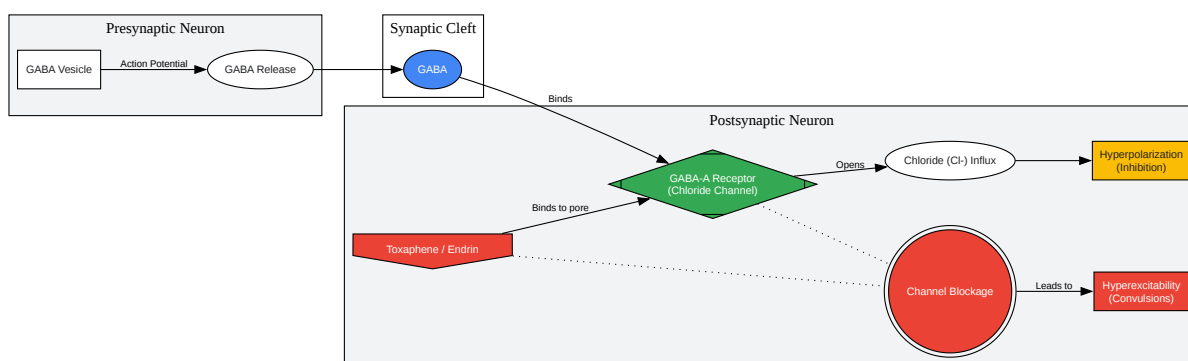 Presynaptic Neuron
GABA Vesicle
Action Potential
GABA Release
Synaptic Cleft
GABA
Binds
Postsynaptic Neuron
GABA-A Receptor
(Chloride Channel)
Opens
Chloride (Cl-) Influx
Hyperpolarization
(Inhibition)
Binds to pore
Toxaphene / Endrin
Channel Blockage
Leads to
Hyperexcitability
(Convulsions)